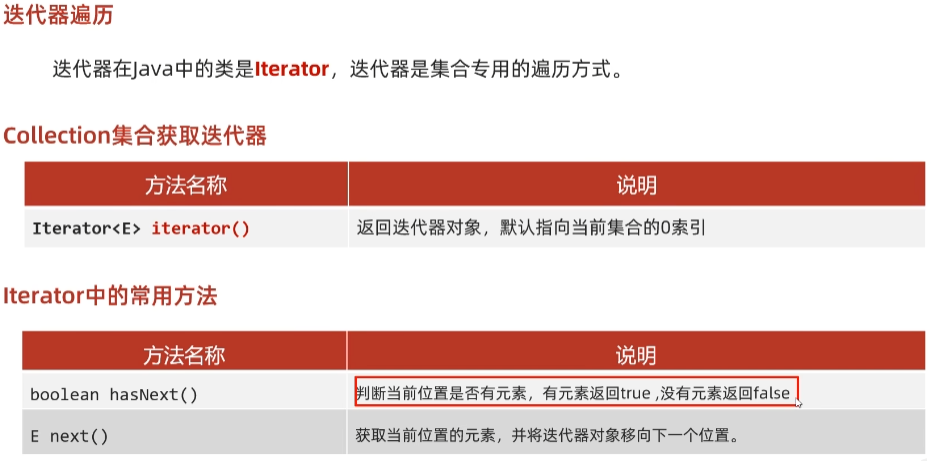 迭代器遍历
迭代器在Java中的类是Iterator，迭代器是集合专用的遍历方式。
Collection集合获取迭代器
方法名称 说明
Iterator<E> iterator() 返回迭代器对象，默认指向当前集合的0索引
Iterator中的常用方法
方法名称 说明
boolean hasNext() 判断当前位置是否有元素，有元素返回true ,没有元素返回false
E next() 获取当前位置的元素，并将迭代器对象移向下一个位置。